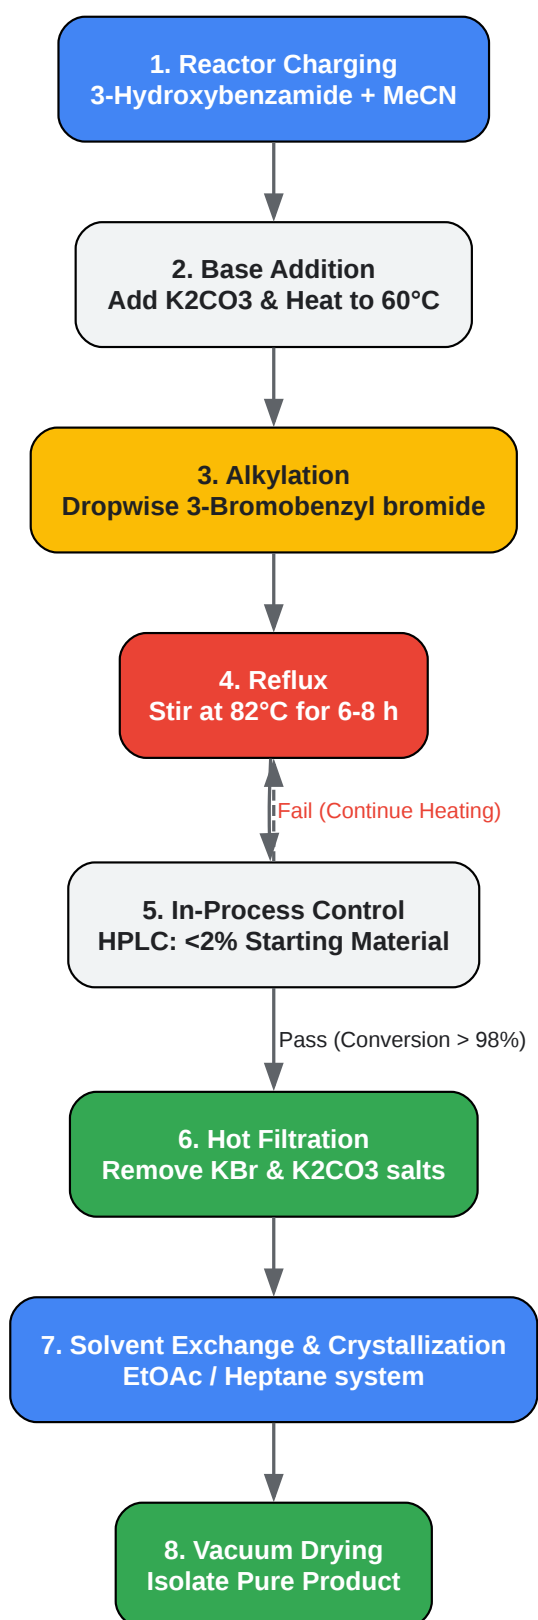 1. Reactor Charging
3-Hydroxybenzamide + MeCN
2. Base Addition
Add K2CO3 & Heat to 60°C
3. Alkylation
Dropwise 3-Bromobenzyl bromide
4. Reflux
Stir at 82°C for 6-8 h
Fail (Continue Heating)
5. In-Process Control
HPLC: <2% Starting Material
Pass (Conversion > 98%)
6. Hot Filtration
Remove KBr & K2CO3 salts
7. Solvent Exchange & Crystallization
EtOAc / Heptane system
8. Vacuum Drying
Isolate Pure Product